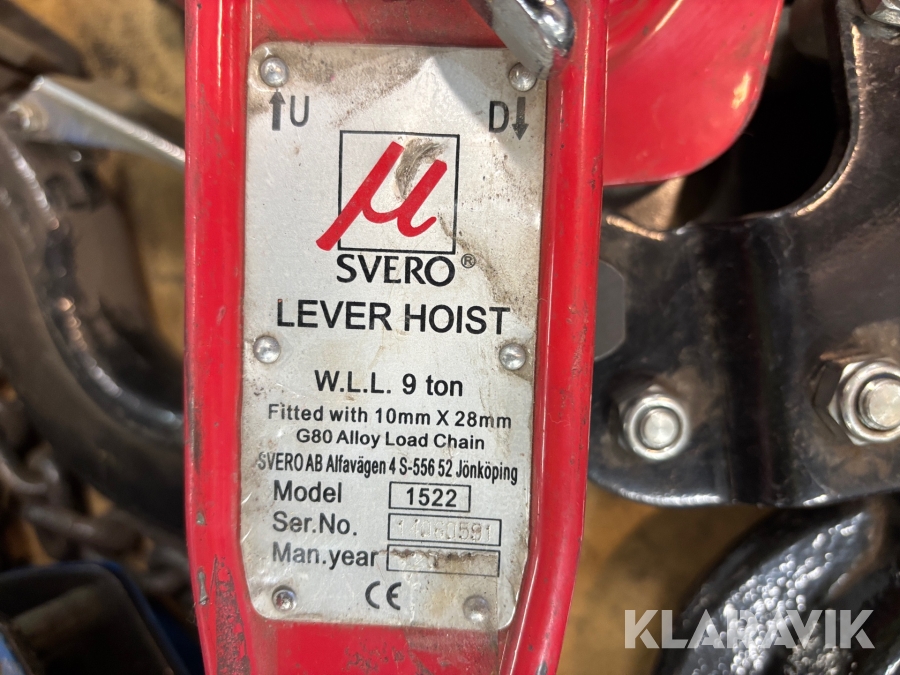 ↑U D↓
µ
SVERO®
LEVER HOIST
W.L.L. 9 ton
Fitted with 10mm X 28mm
G80 Alloy Load Chain
SVERO AB Alfavägen 4 S-556 52 Jönköping
Model 1522
Ser.No.
Man.year
CE
KLARAVIK